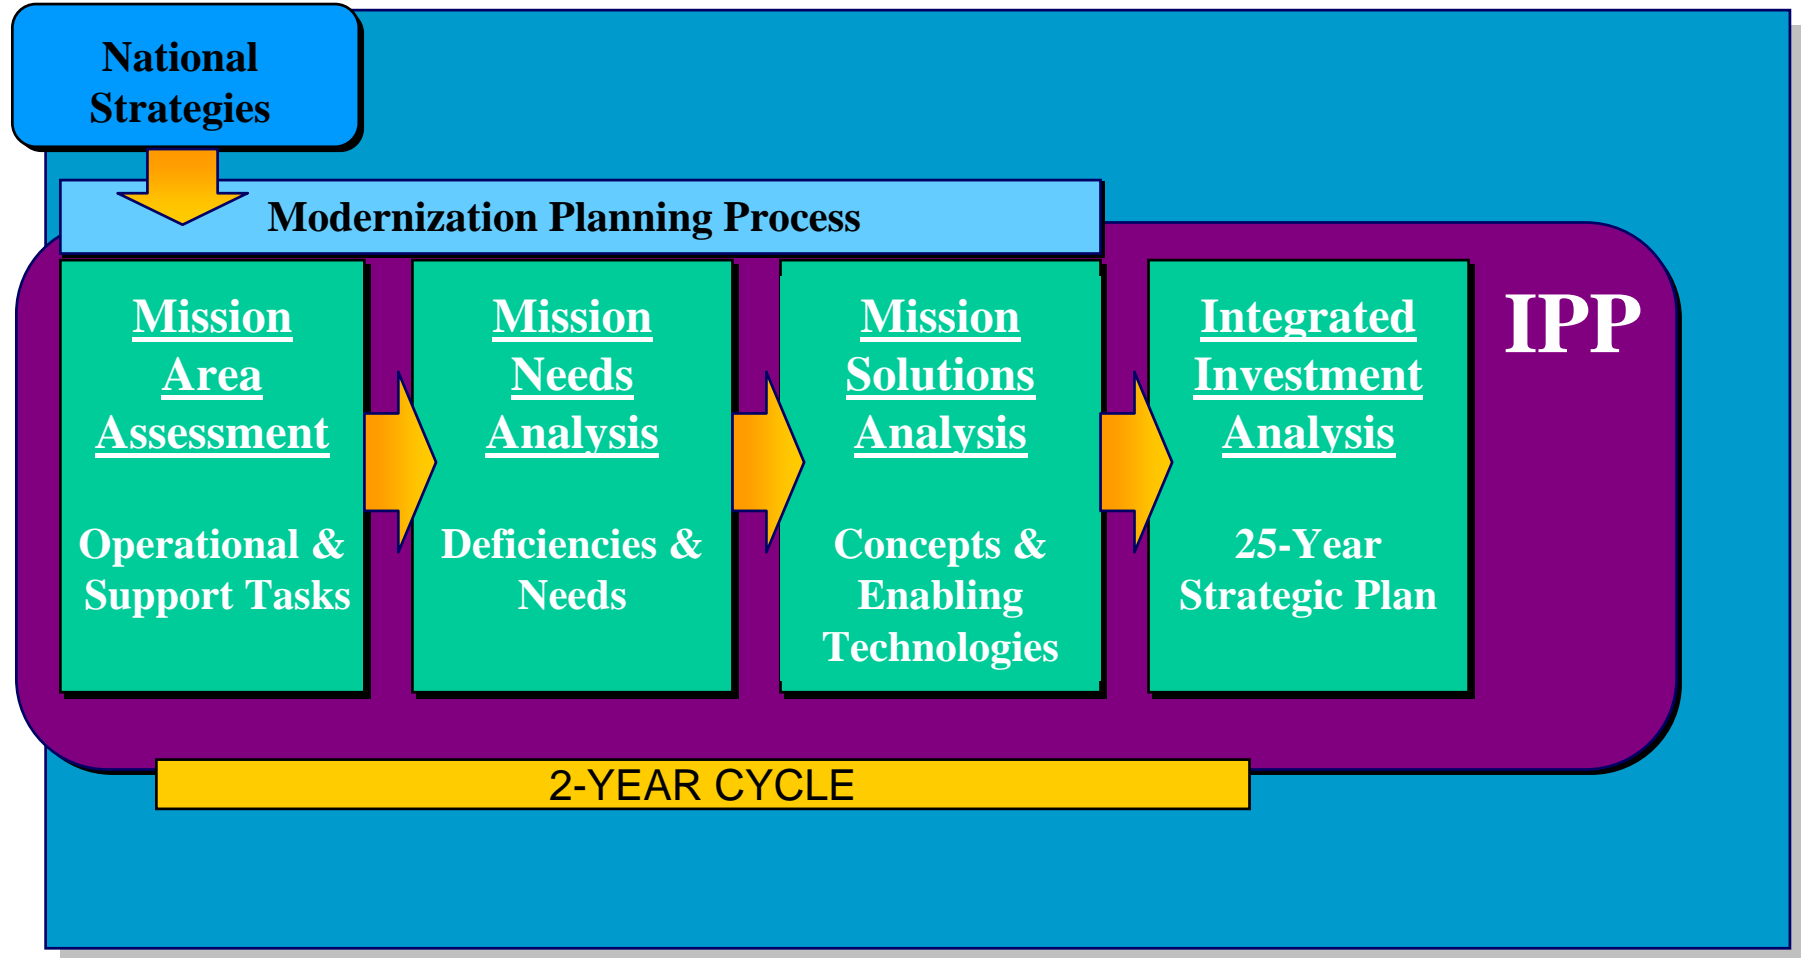 National
Strategies
Modernization Planning Process
Mission
Area
Assessment
Operational &
Support Tasks
Mission
Needs
Analysis
Deficiencies &
Needs
Mission
Solutions
Analysis
Concepts &
Enabling
Technologies
Integrated
Investment
Analysis
25-Year
Strategic Plan
IPP
2-YEAR CYCLE